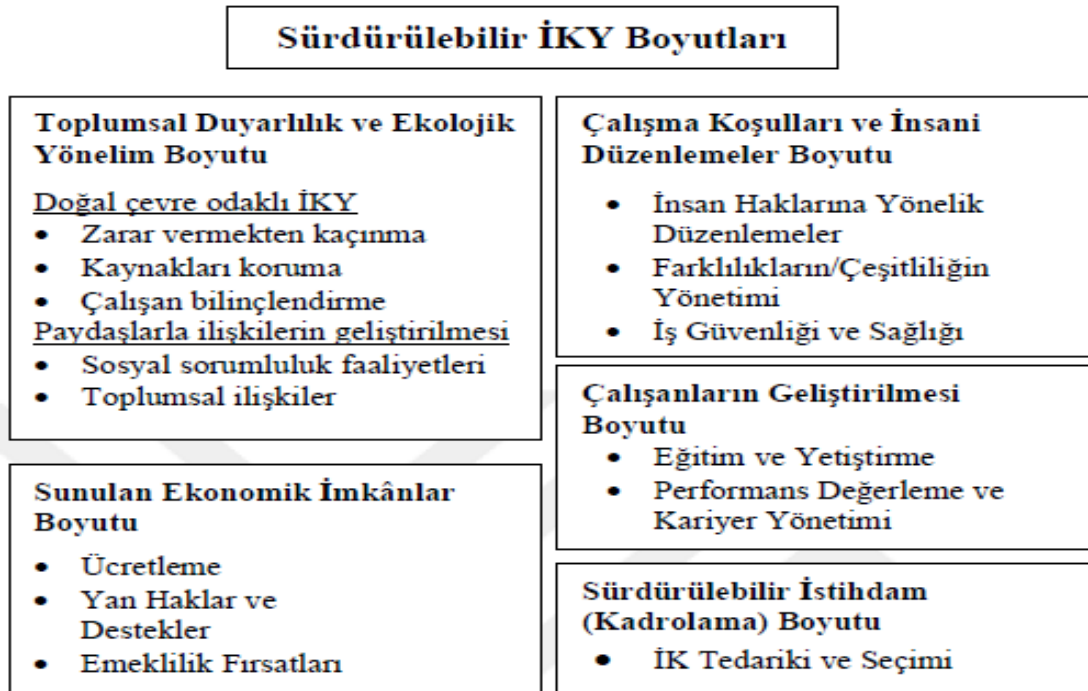 Sürdürülebilir İKY Boyutları
Toplumsal Duyarlılık ve Ekolojik
Yönelim Boyutu
Doğal çevre odaklı İKY
• Zarar vermekten kaçınma
• Kaynakları koruma
• Çalışan bilinçlendirme
Paydaşlarla ilişkilerin geliştirilmesi
• Sosyal sorumluluk faaliyetleri
• Toplumsal ilişkiler
Sunulan Ekonomik İmkânlar
Boyutu
• Ücretleme
• Yan Haklar ve
Destekler
• Emeklilik Fırsatları
Çalışma Koşulları ve İnsani
Düzenlemeler Boyutu
• İnsan Haklarına Yönelik
Düzenlemeler
• Farklılıkların/Çeşitliliğin
Yönetimi
• İş Güvenliği ve Sağlığı
Çalışanların Geliştirilmesi
Boyutu
• Eğitim ve Yetiştirme
• Performans Değerleme ve
Kariyer Yönetimi
Sürdürülebilir İstihdam
(Kadrolama) Boyutu
• İK Tedariki ve Seçimi